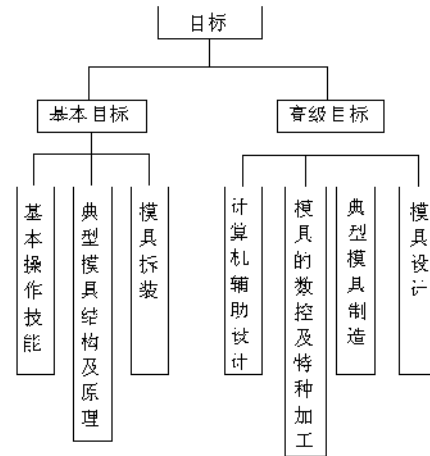 目标
基本目标
高级目标
基本操作技能
典型模具结构及原理
模具拆装
计算机辅助设计
模具的数控及特种加工
典型模具制造
模具设计